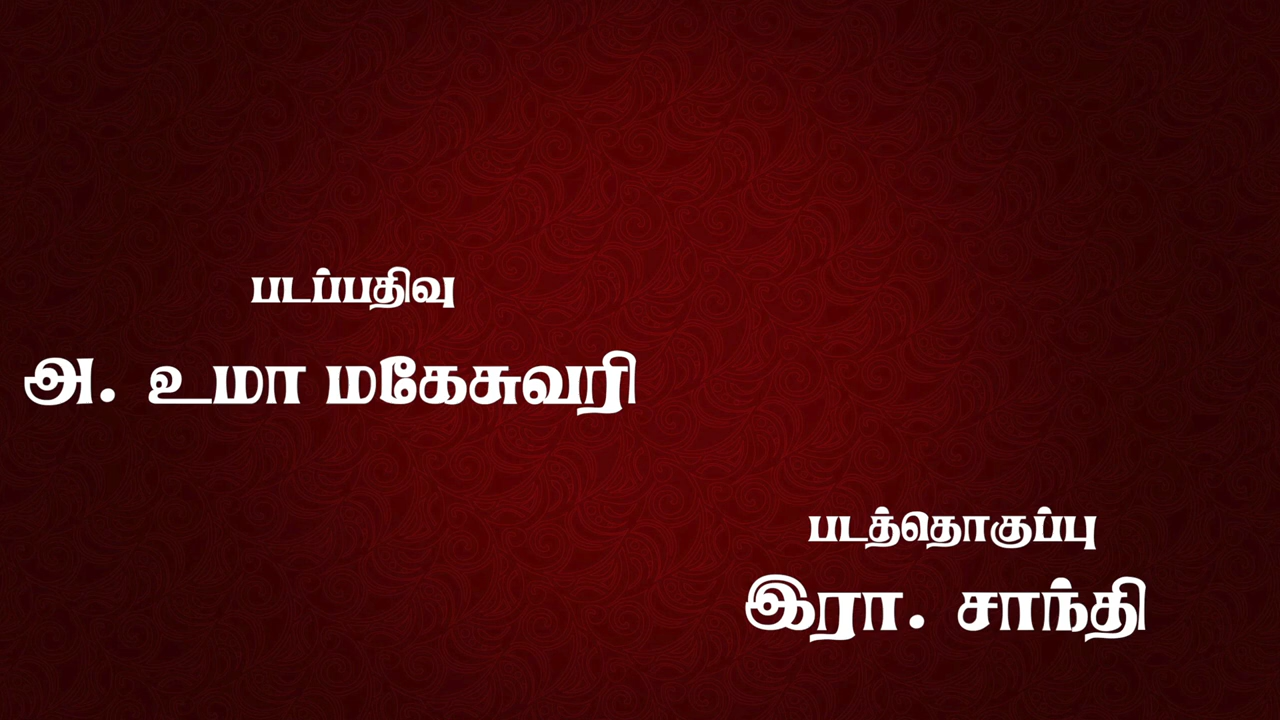 படப்பதிவு
அ. உமா மகேசுவரி
படத்தொகுப்பு
இரா. சாந்தி